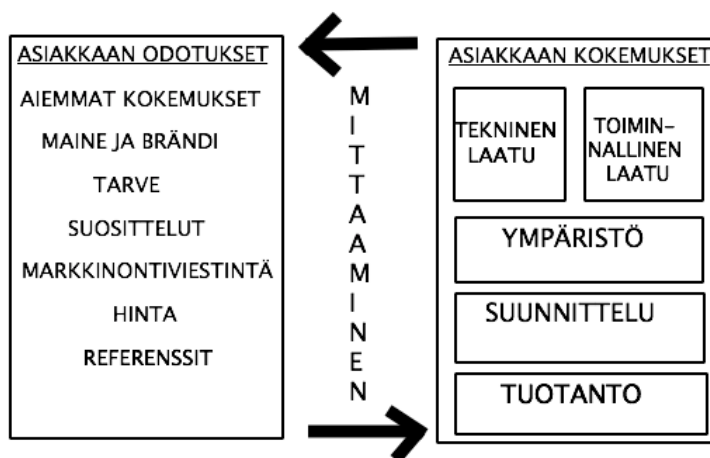 ASIAKKAAN ODOTUKSET
AIEMMAT KOKEMUKSET
MAINE JA BRÄNDI
TARVE
SUOSITTELUT
MARKKINONTIVIESTINTÄ
HINTA
REFERENSSIT
MITTAAMINEN
ASIAKKAAN KOKEMUKSET
TEKNINEN
LAATU
TOIMIN-
NALLINEN
LAATU
YMPÄRISTÖ
SUUNNITTELU
TUOTANTO